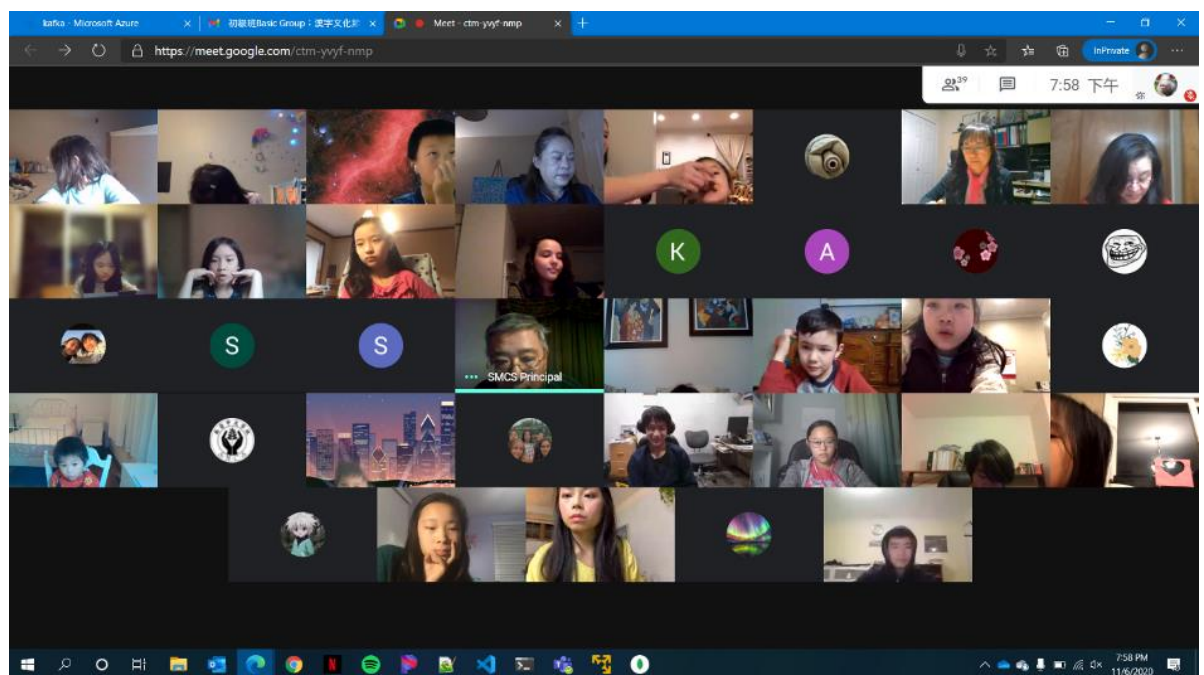 kafka - Microsoft Azure
初級班Basic Group：漢字文化
Meet - ctm-yvyf-nmp
https://meet.google.com/ctm-yvyf-nmp
InPrivate
39
7:58 下午
你
K
A
S
S
SMCS Principal
7:58 PM
11/6/2020